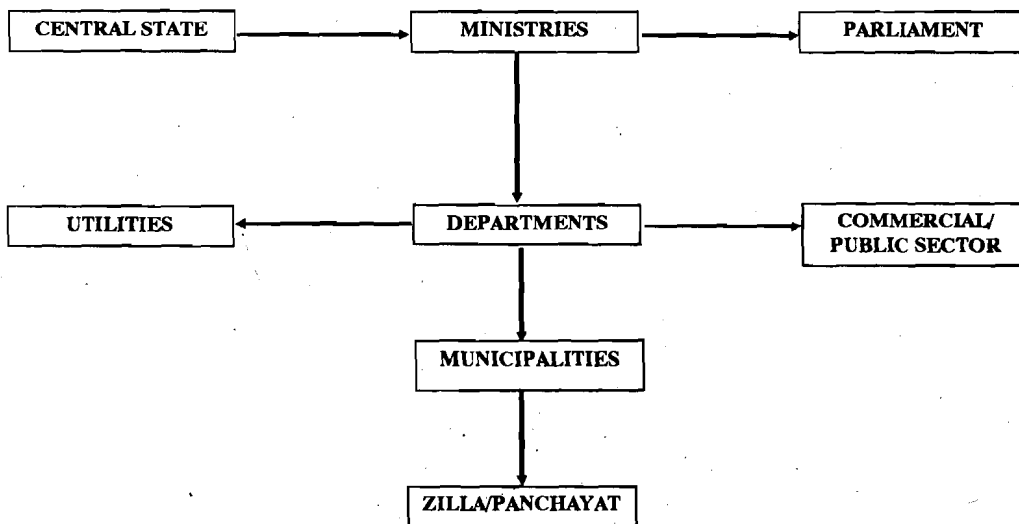 CENTRAL STATE
MINISTRIES
PARLIAMENT
UTILITIES
DEPARTMENTS
COMMERCIAL/
PUBLIC SECTOR
MUNICIPALITIES
ZILLA/PANCHAYAT